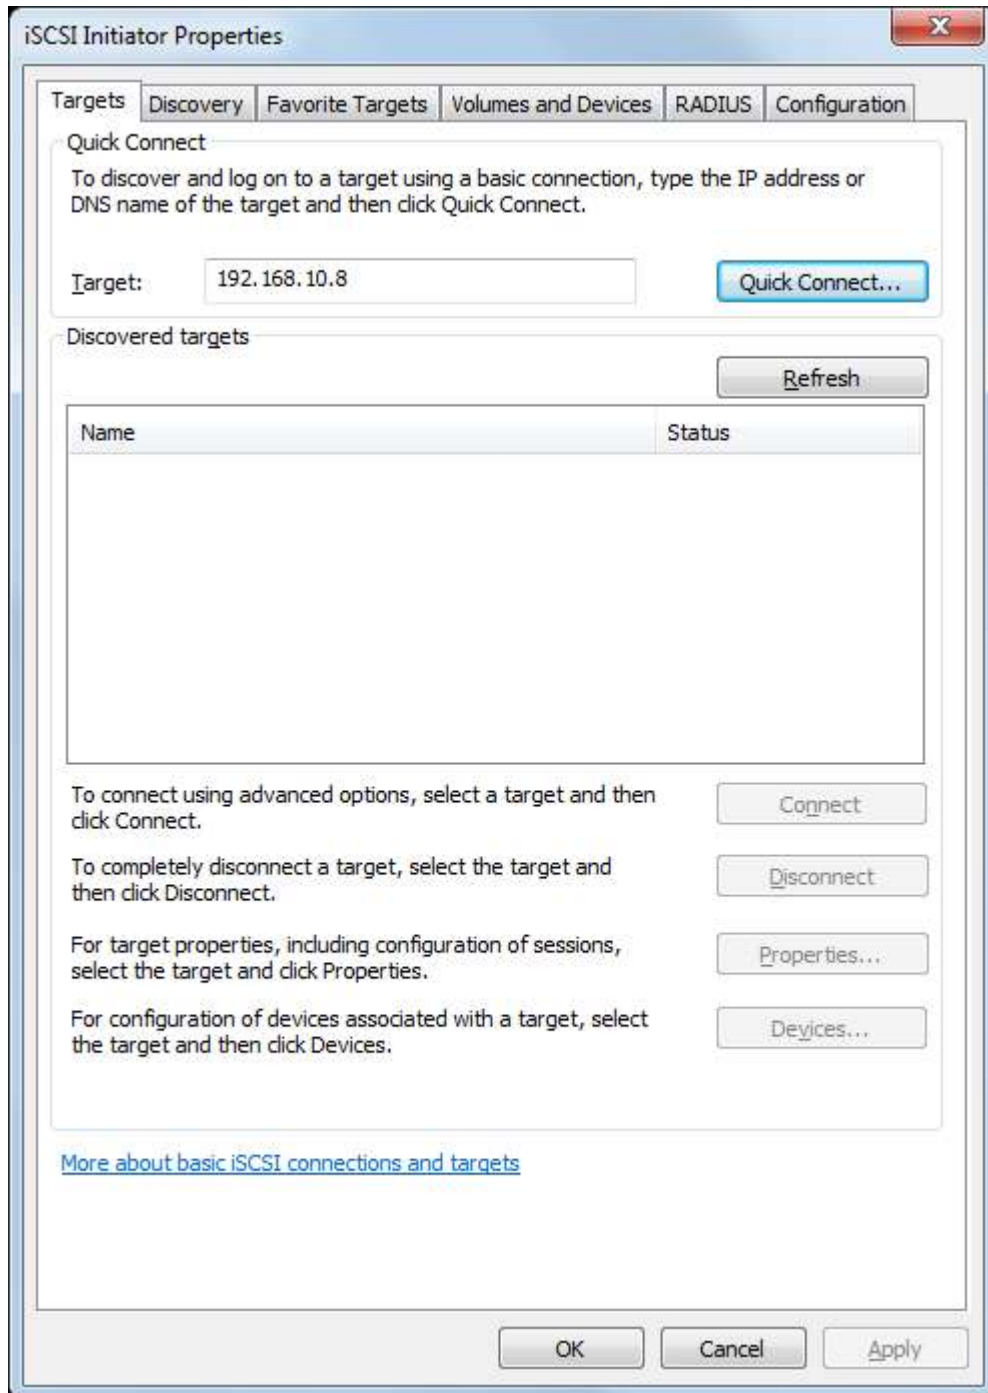 iSCSI Initiator Properties
Targets Discovery Favorite Targets Volumes and Devices RADIUS Configuration
Quick Connect
To discover and log on to a target using a basic connection, type the IP address or
DNS name of the target and then click Quick Connect.
Target: 192.168.10.8 Quick Connect...
Discovered targets
Refresh
Name Status
To connect using advanced options, select a target and then
click Connect.
Connect
To completely disconnect a target, select the target and
then click Disconnect.
Disconnect
For target properties, including configuration of sessions,
select the target and click Properties.
Properties...
For configuration of devices associated with a target, select
the target and then click Devices.
Devices...
More about basic iSCSI connections and targets
OK Cancel Apply